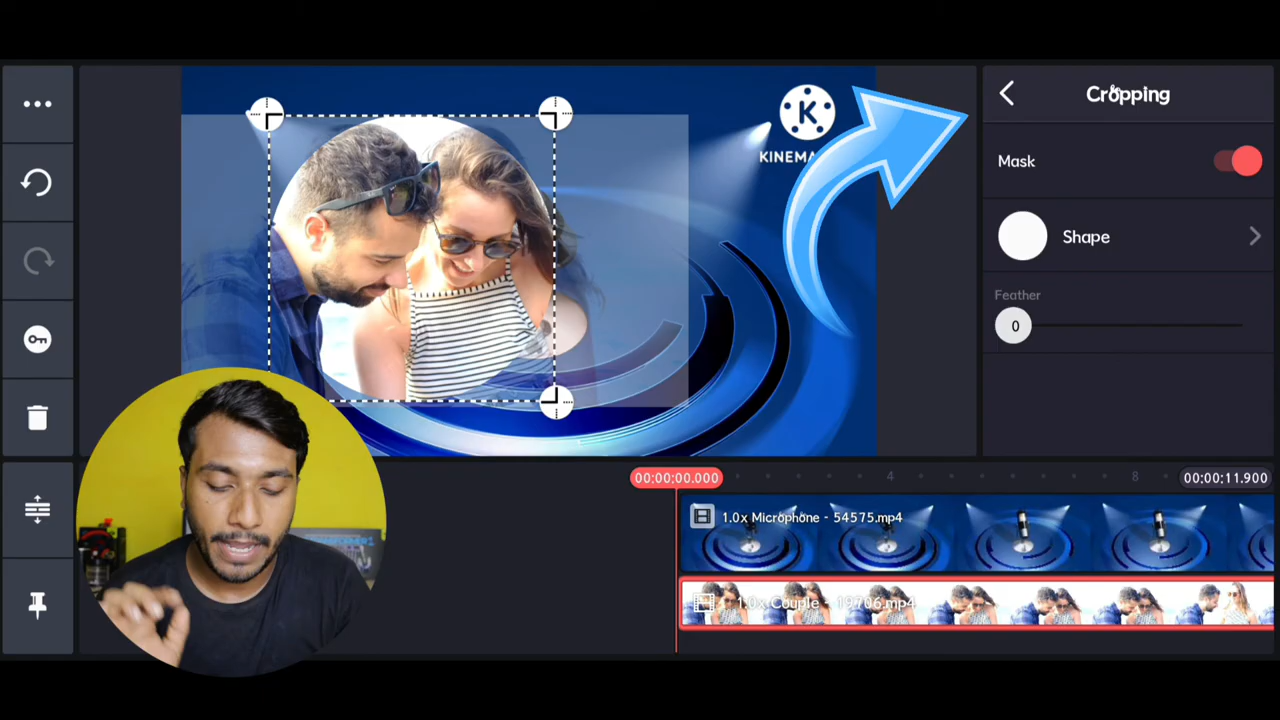 Cropping
K
Mask
Shape
Feather
0
00:00:00.000
4
8
00:00:11.900
1.0x Microphone - 54575.mp4
1.0x Couple - 19706.mp4